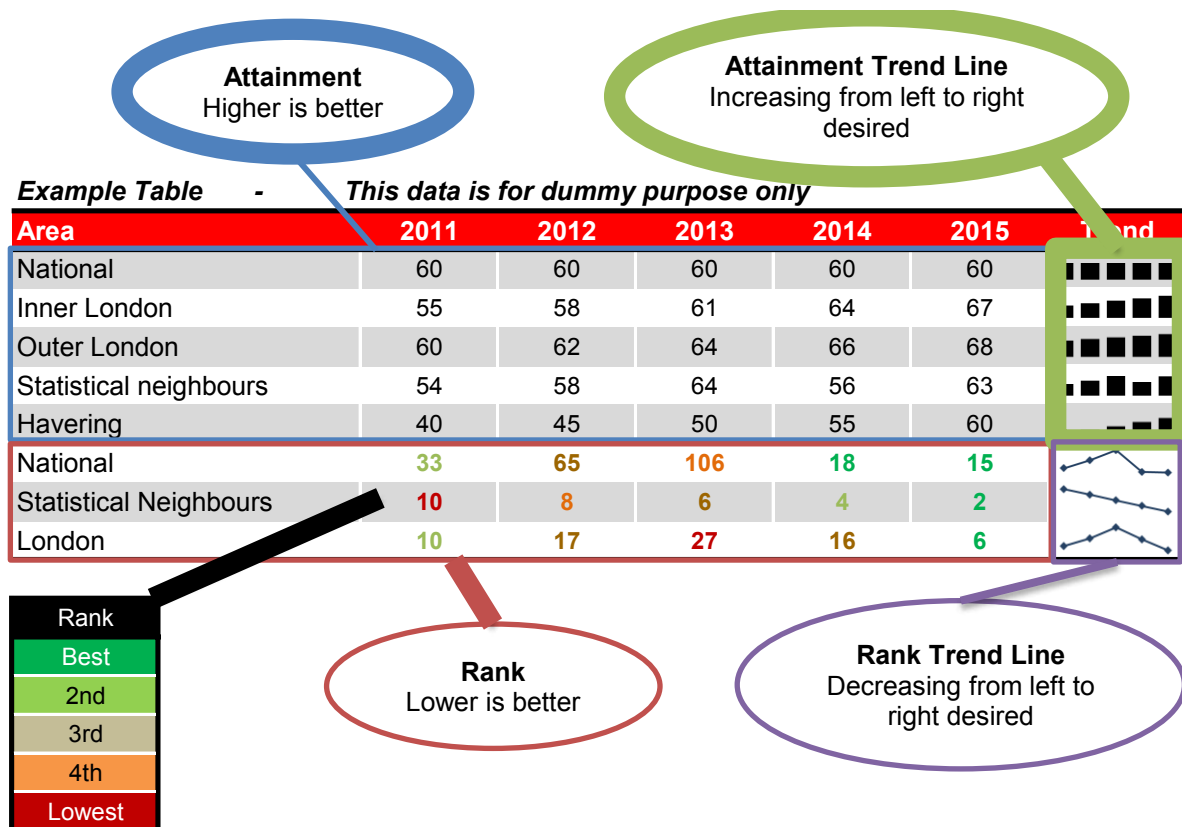 Attainment
Higher is better
Attainment Trend Line
Increasing from left to right
desired
Example Table - This data is for dummy purpose only
Area 2011 2012 2013 2014 2015 Trend
National 60 60 60 60 60
Inner London 55 58 61 64 67
Outer London 60 62 64 66 68
Statistical neighbours 54 58 64 56 63
Havering 40 45 50 55 60
National 33 65 106 18 15
Statistical Neighbours 10 8 6 4 2
London 10 17 27 16 6
Rank
Best
2nd
3rd
4th
Lowest
Rank
Lower is better
Rank Trend Line
Decreasing from left to
right desired